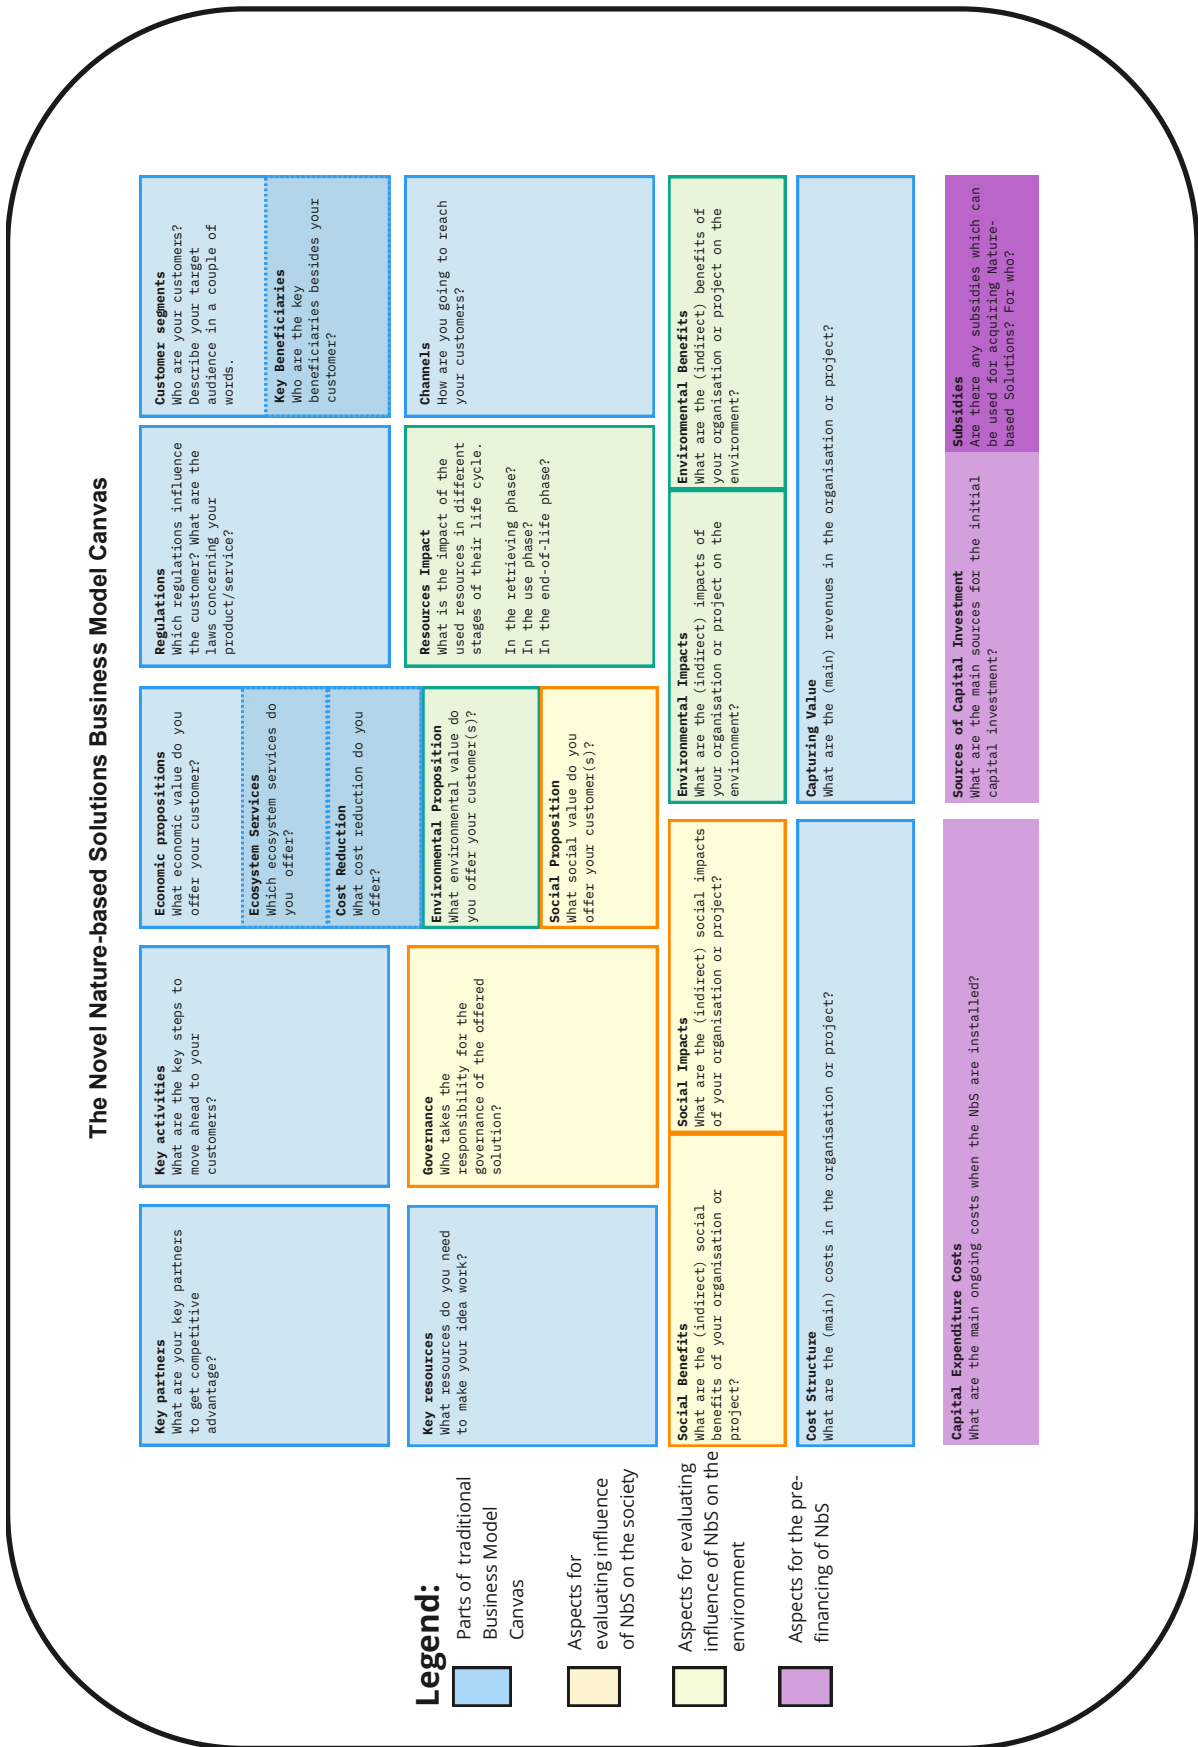 The Novel Nature-based Solutions Business Model Canvas
Key partners
What are your key partners
to get competitive
advantage?
Key activities
What are the key steps to
move ahead to your
customers?
Economic propositions
What economic value do you
offer your customer?
Ecosystem Services
Which ecosystem services do
you offer?
Cost Reduction
What cost reduction do you
offer?
Environmental Proposition
What environmental value do
you offer your customer(s)?
Social Proposition
What social value do you
offer your customer(s)?
Regulations
Which regulations influence
the customer? What are the
laws concerning your
product/service?
Customer segments
Who are your customers?
Describe your target
audience in a couple of
words.
Key Beneficiaries
Who are the key
beneficiaries besides your
customer?
Key resources
What resources do you need
to make your idea work?
Governance
Who takes the
responsibility for the
governance of the offered
solution?
Resources Impact
What is the impact of the
used resources in different
stages of their life cycle.
In the retrieving phase?
In the use phase?
In the end-of-life phase?
Channels
How are you going to reach
your customers?
Social Benefits
What are the (indirect) social
benefits of your organisation or
project?
Social Impacts
What are the (indirect) social impacts
of your organisation or project?
Environmental Impacts
What are the (indirect) impacts of
your organisation or project on the
environment?
Environmental Benefits
What are the (indirect) benefits of
your organisation or project on the
environment?
Cost Structure
What are the (main) costs in the organisation or project?
Capturing Value
What are the (main) revenues in the organisation or project?
Capital Expenditure Costs
What are the main ongoing costs when the NbS are installed?
Sources of Capital Investment
What are the main sources for the initial
capital investment?
Subsidies
Are there any subsidies which can
be used for acquiring Nature-
based Solutions? For who?
Legend:
Parts of traditional
Business Model
Canvas
Aspects for
evaluating influence
of NbS on the society
Aspects for evaluating
influence of NbS on the
environment
Aspects for the pre-
financing of NbS